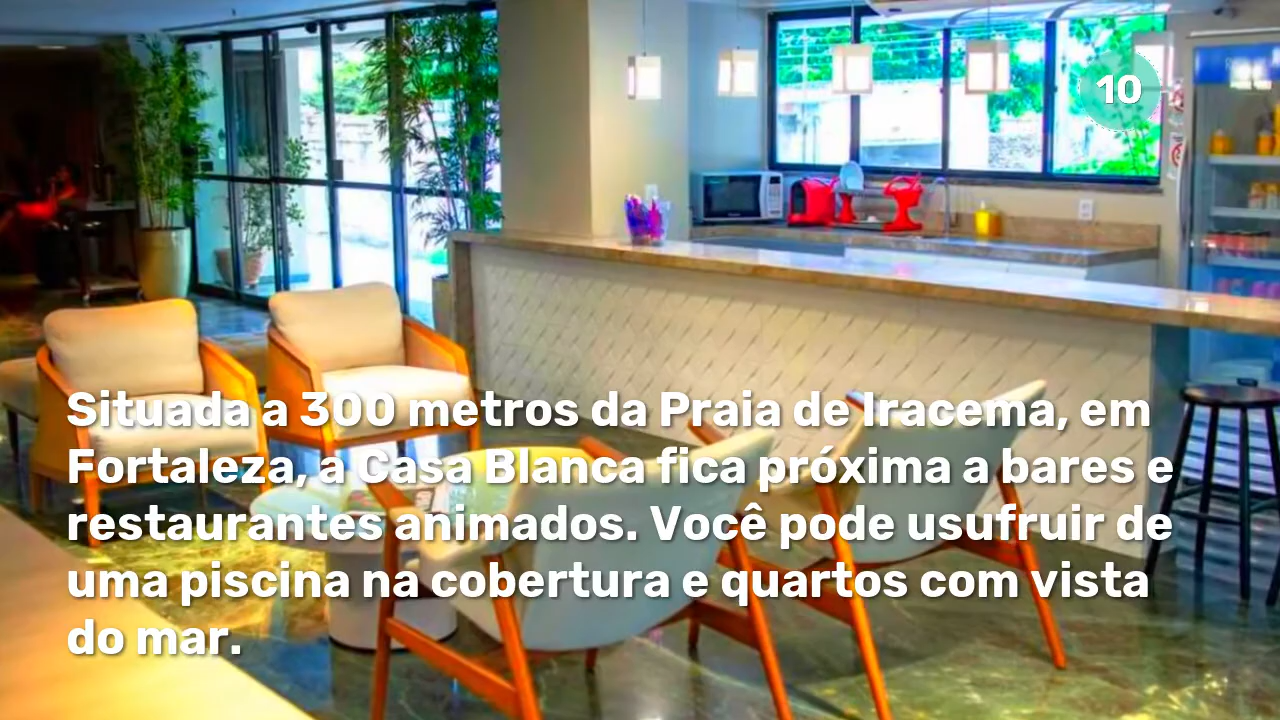 10
Situada a 300 metros da Praia de Iracema, em
Fortaleza, a Casa Blanca fica próxima a bares e
restaurantes animados. Você pode usufruir de
uma piscina na cobertura e quartos com vista
do mar.